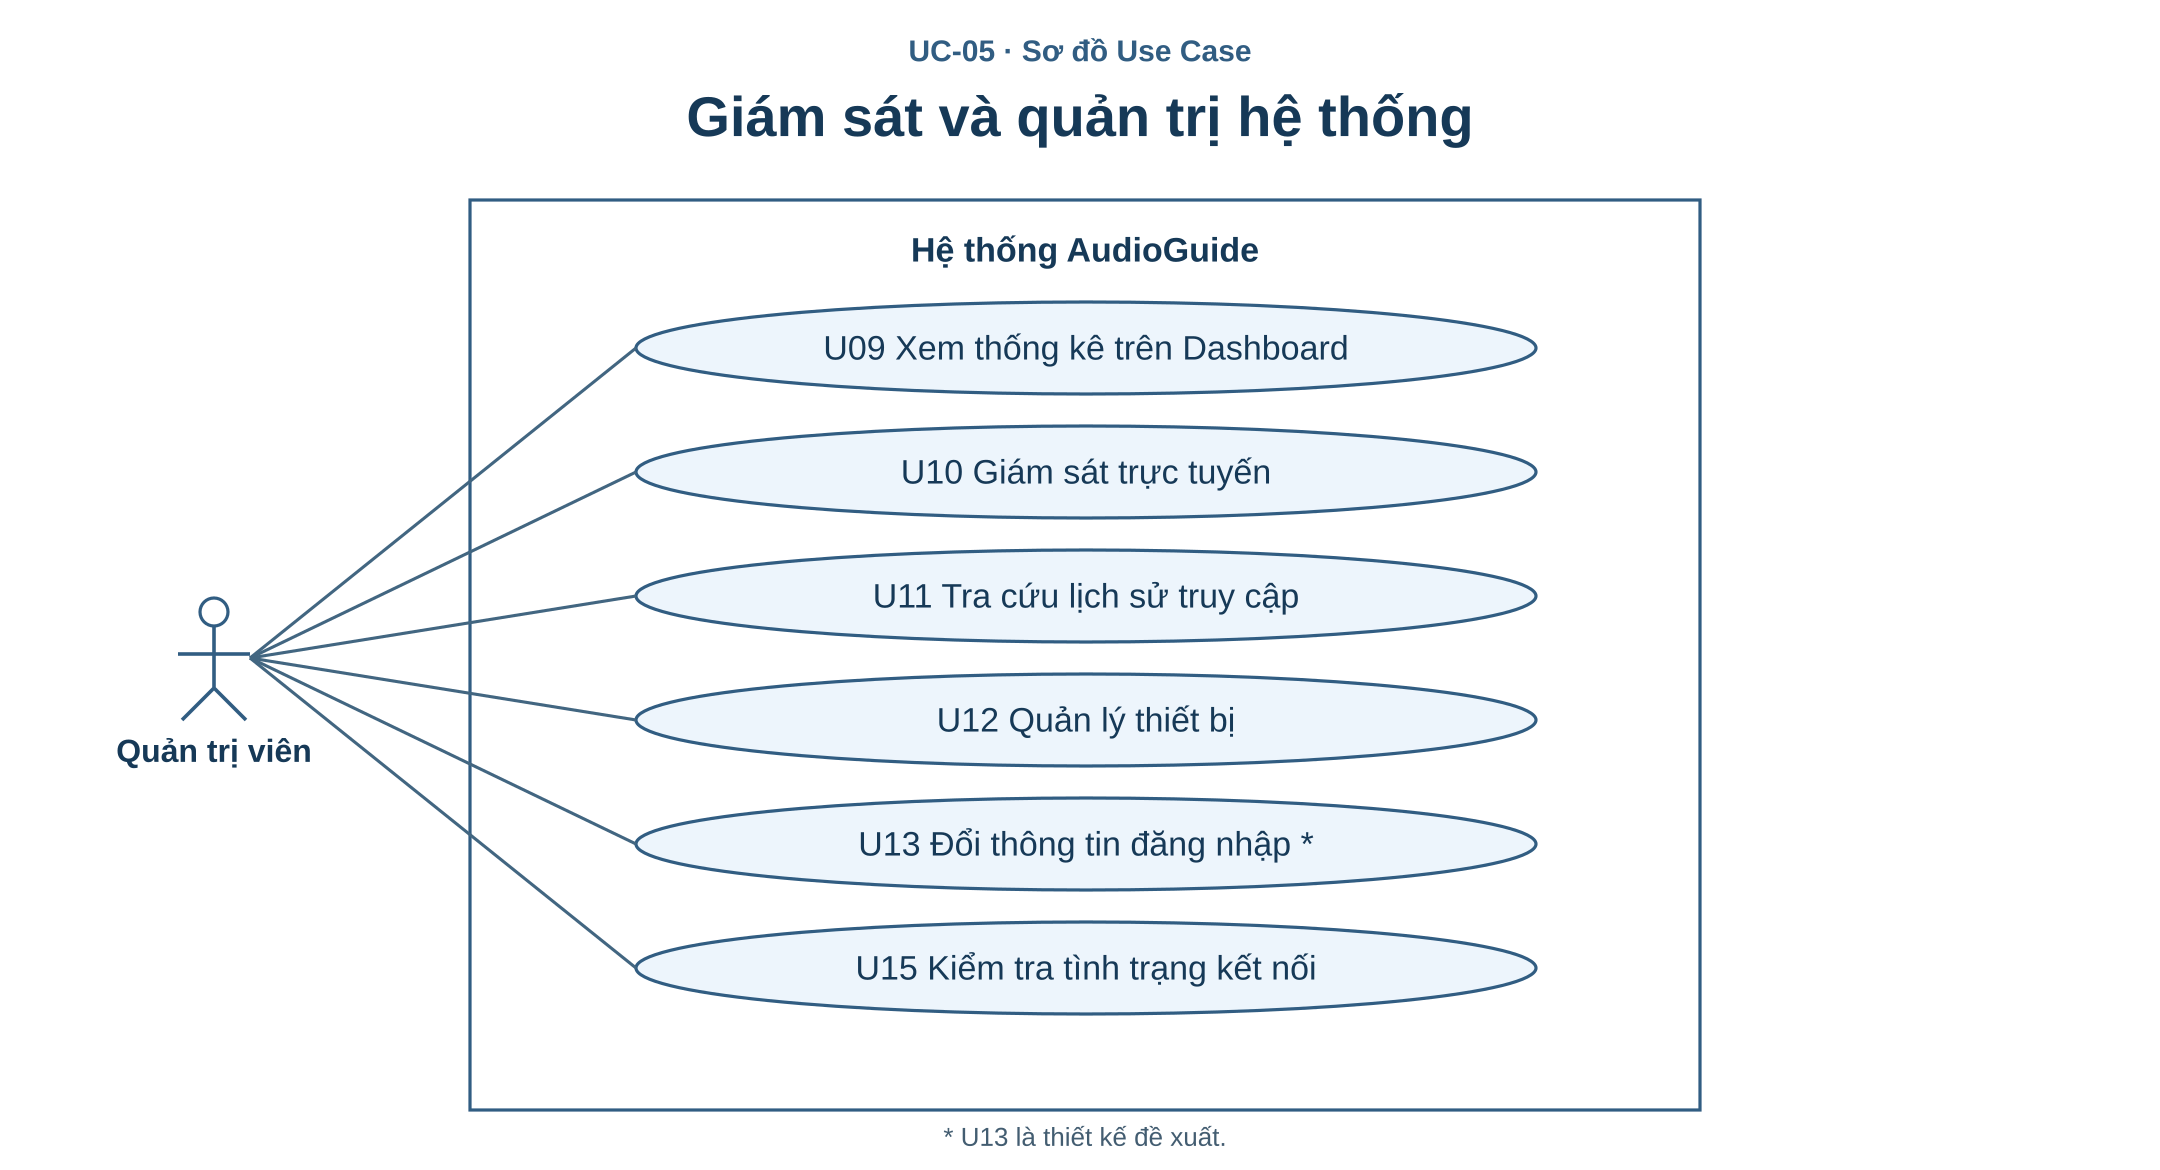 UC-05 · Sơ đồ Use Case
Giám sát và quản trị hệ thống
Hệ thống AudioGuide
U09 Xem thống kê trên Dashboard
U10 Giám sát trực tuyến
U11 Tra cứu lịch sử truy cập
U12 Quản lý thiết bị
Quản trị viên
U13 Đổi thông tin đăng nhập *
U15 Kiểm tra tình trạng kết nối
* U13 là thiết kế đề xuất.